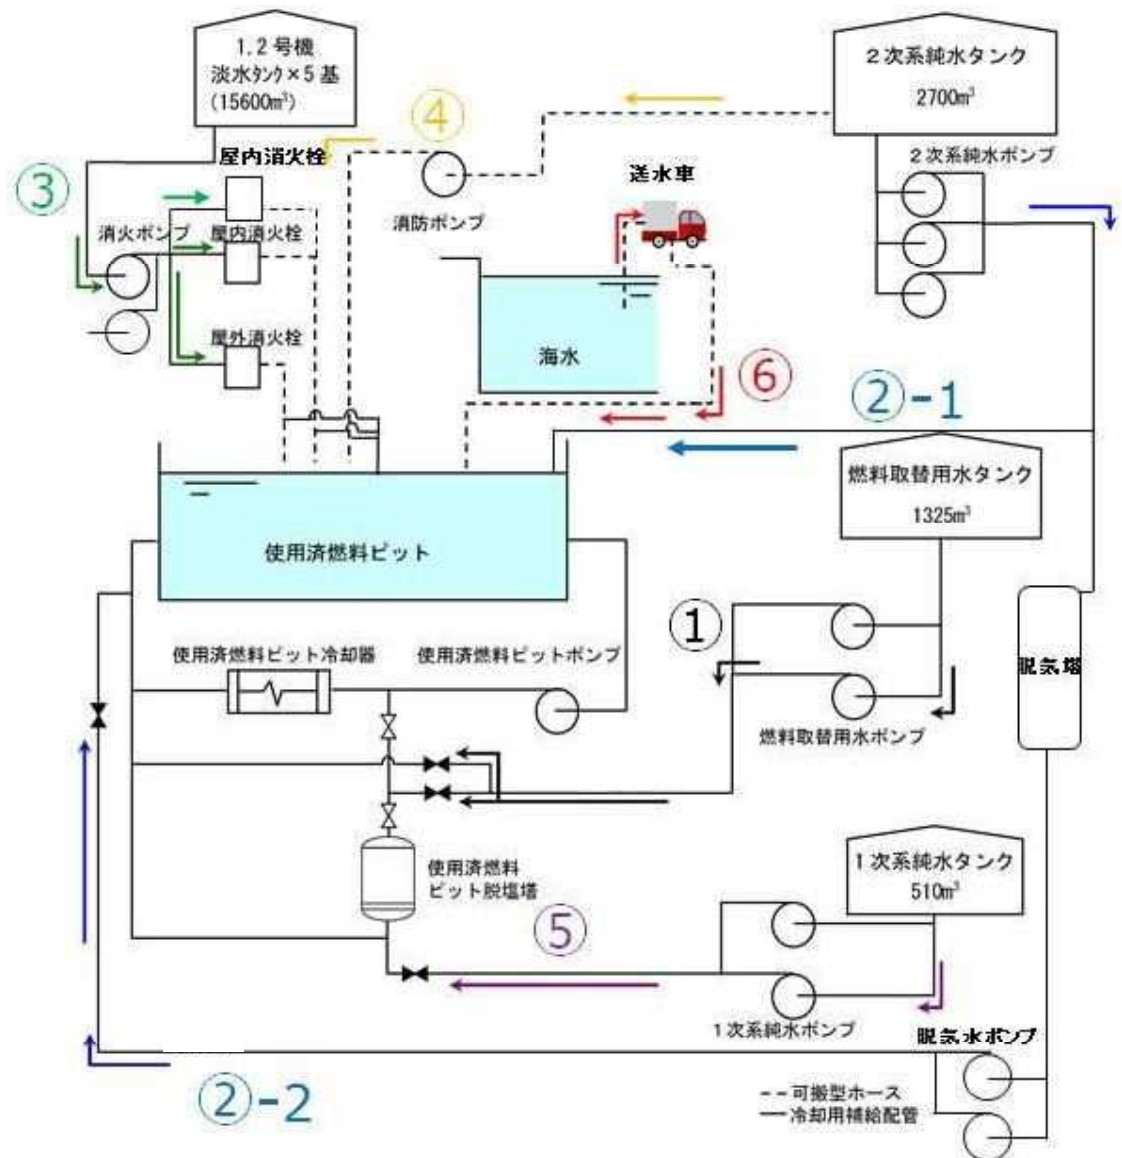 1,2号機
淡水タンク×5基
(15600m³)
2次系純水タンク
2700m³
④
屋内消火栓
③
消火ポンプ
屋内消火栓
屋外消火栓
消防ポンプ
送水車
2次系純水ポンプ
海水
⑥
②-1
燃料取替用水タンク
1325m³
使用済燃料ピット
①
使用済燃料ピット冷却器
使用済燃料ピットポンプ
脱気塔
燃料取替用水ポンプ
使用済燃料
ピット脱塩塔
1次系純水タンク
510m³
⑤
1次系純水ポンプ
脱気水ポンプ
②-2
--可搬型ホース
―冷却用補給配管